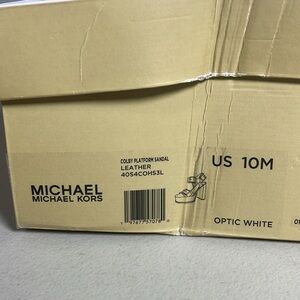 COLBY PLATFORM SANDAL
LEATHER
40S4COHS3L
US 10M
MICHAEL
MICHAEL KORS
OPTIC WHITE